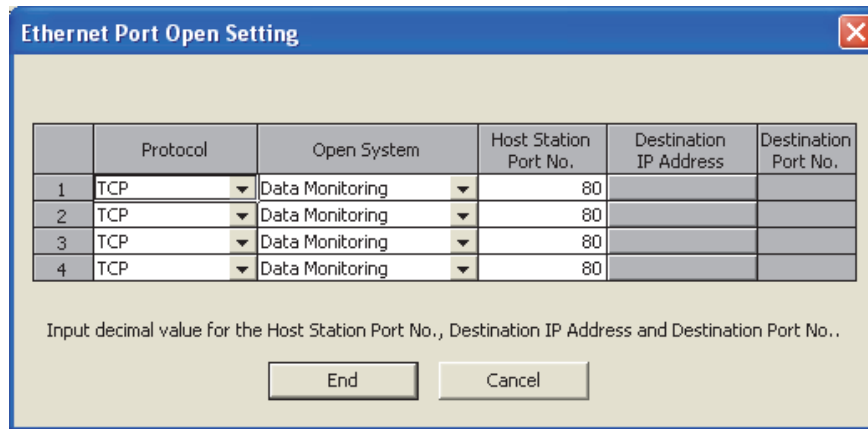 Ethernet Port Open Setting
Protocol Open System Host Station Port No. Destination IP Address Destination Port No.
1 TCP Data Monitoring 80
2 TCP Data Monitoring 80
3 TCP Data Monitoring 80
4 TCP Data Monitoring 80
Input decimal value for the Host Station Port No., Destination IP Address and Destination Port No..
End Cancel